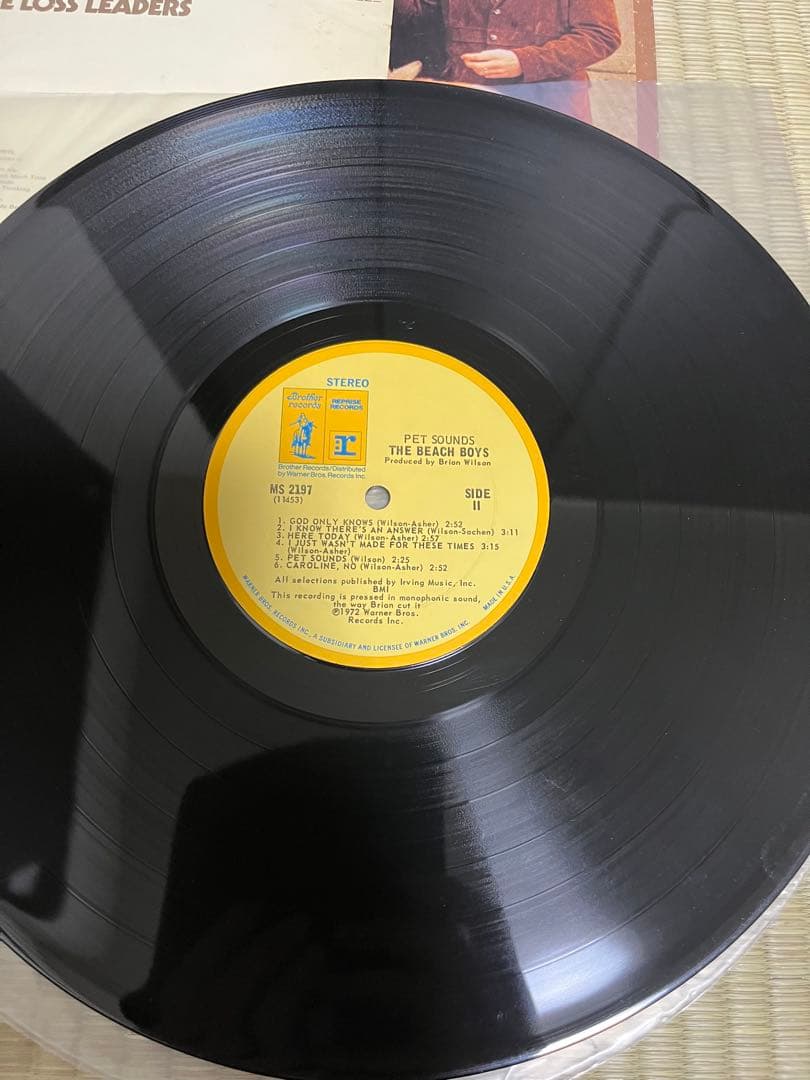 E LOSS LEADERS
STEREO
Brother
records
REPRISE
RECORDS
r
Brother Records/Distributed
by Warner Bros. Records Inc.
PET SOUNDS
THE BEACH BOYS
Produced by Brian Wilson
MS 2197
(11453)
SIDE
II
1. GOD ONLY KNOWS (Wilson-Asher) 2:52
2. I KNOW THERE'S AN ANSWER (Wilson-Sachen) 3:11
3. HERE TODAY (Wilson-Asher) 2:57
4. I JUST WASN'T MADE FOR THESE TIMES 3:15
(Wilson-Asher)
5. PET SOUNDS (Wilson) 2:25
6. CAROLINE, NO (Wilson-Asher) 2:52
All selections published by Irving Music, Inc.
BMI
This recording is pressed in monophonic sound,
the way Brian cut it
℗1972 Warner Bros.
Records Inc.
WARNER BROS. RECORDS INC., A SUBSIDIARY AND LICENSEE OF WARNER BROS. INC. MADE IN U.S.A.